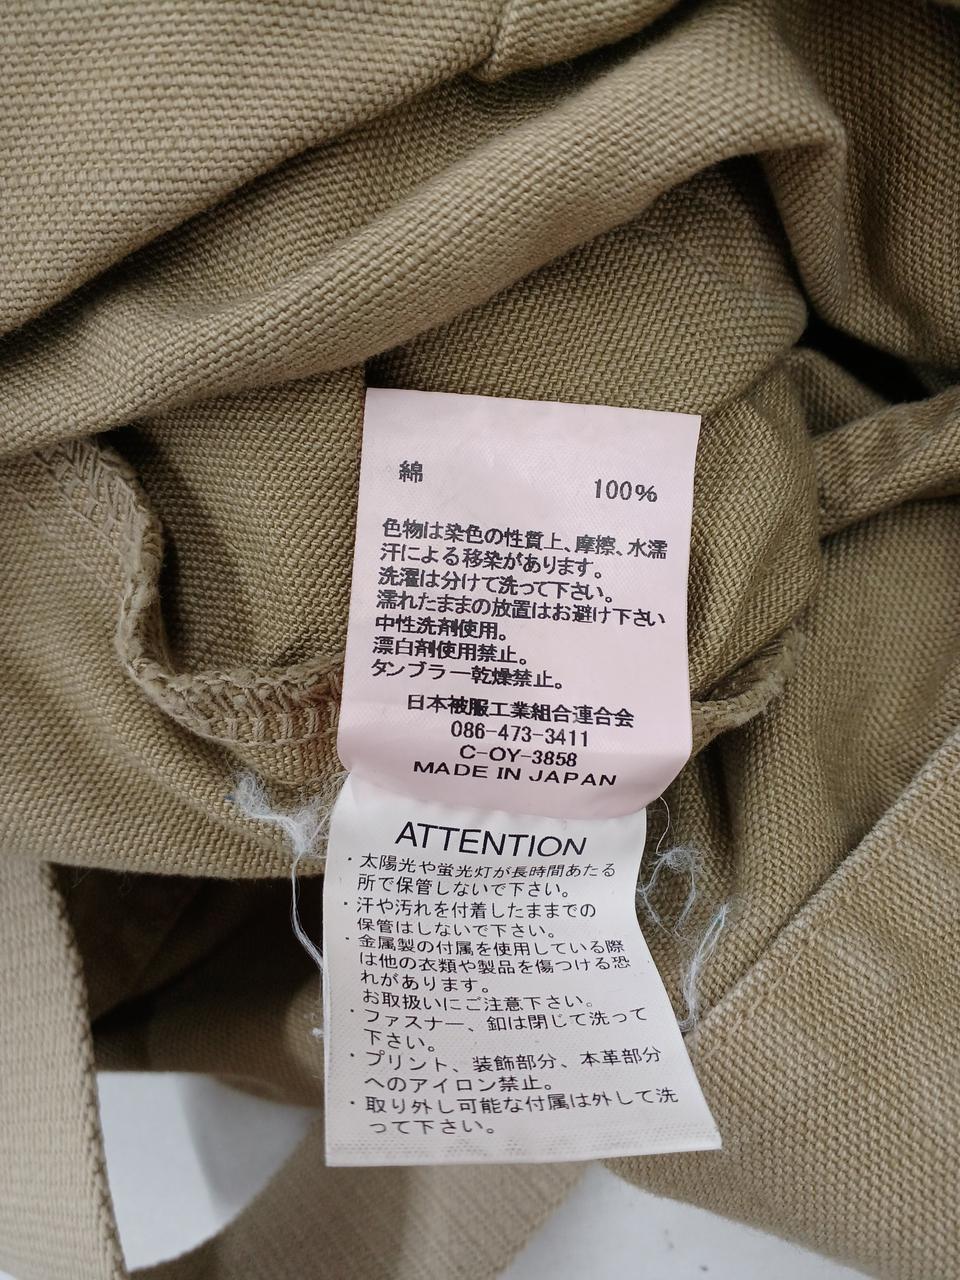 綿
100%
色物は染色の性質上、摩擦、水濡
汗による移染があります。
洗濯は分けて洗って下さい。
濡れたままの放置はお避け下さい
中性洗剤使用。
漂白剤使用禁止。
タンブラー乾燥禁止。
日本被服工業組合連合会
086-473-3411
C-OY-3858
MADE IN JAPAN
ATTENTION
・太陽光や蛍光灯が長時間あたる
所で保管しないで下さい。
・汗や汚れを付着したままでの
保管はしないで下さい。
・金属製の付属を使用している際
は他の衣類や製品を傷つける恐
れがあります。
お取扱いにご注意下さい。
・ファスナー、釦は閉じて洗って
下さい。
・プリント、装飾部分、本革部分
へのアイロン禁止。
・取り外し可能な付属は外して洗
って下さい。